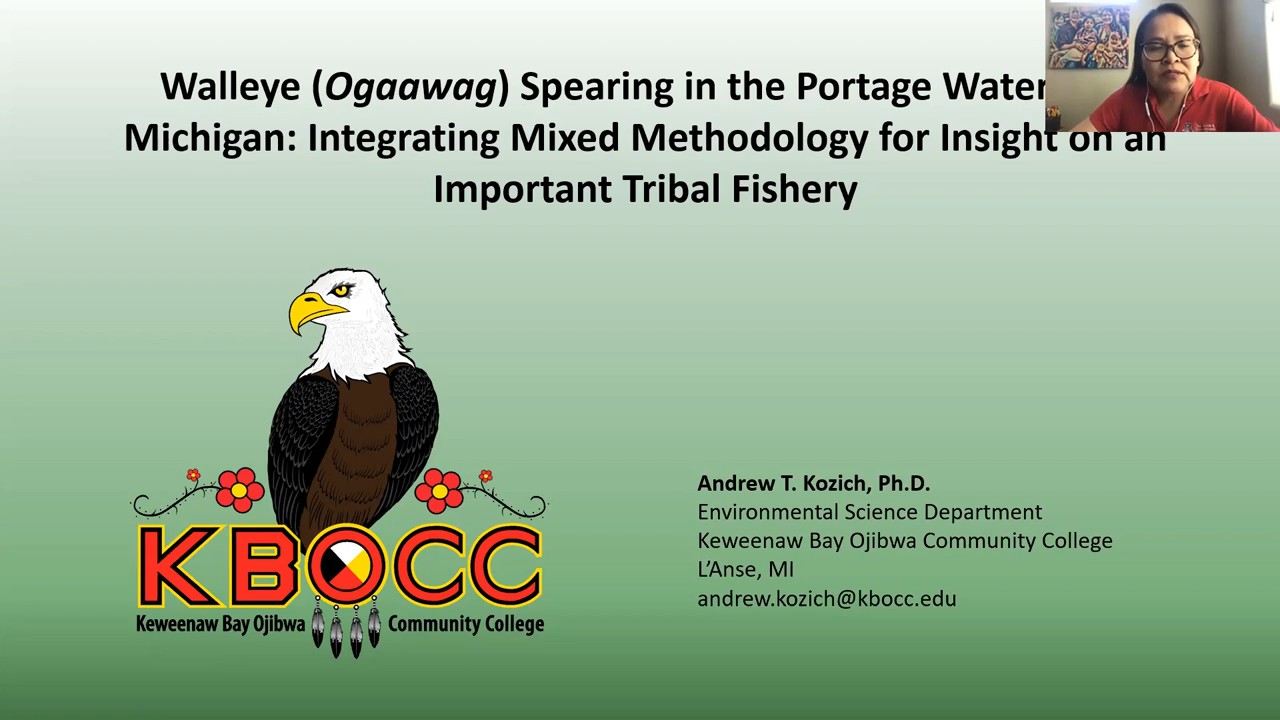 Walleye (Ogaawag) Spearing in the Portage Water
Michigan: Integrating Mixed Methodology for Insight on an
Important Tribal Fishery
KBOCC
Keweenaw Bay Ojibwa Community College
Andrew T. Kozich, Ph.D.
Environmental Science Department
Keweenaw Bay Ojibwa Community College
L'Anse, MI
andrew.kozich@kbocc.edu